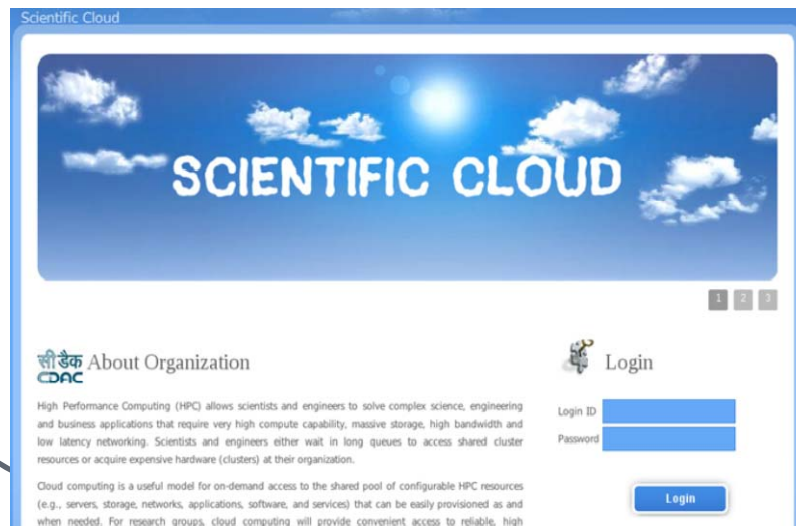 Scientific Cloud
SCIENTIFIC CLOUD
1 2 3
सी डैक
CDAC
About Organization
High Performance Computing (HPC) allows scientists and engineers to solve complex science, engineering
and business applications that require very high compute capability, massive storage, high bandwidth and
low latency networking. Scientists and engineers either wait in long queues to access shared cluster
resources or acquire expensive hardware (clusters) at their organization.
Cloud computing is a useful model for on-demand access to the shared pool of configurable HPC resources
(e.g., servers, storage, networks, applications, software, and services) that can be easily provisioned as and
when needed. For research groups, cloud computing will provide convenient access to reliable, high
Login
Login ID
Password
Login